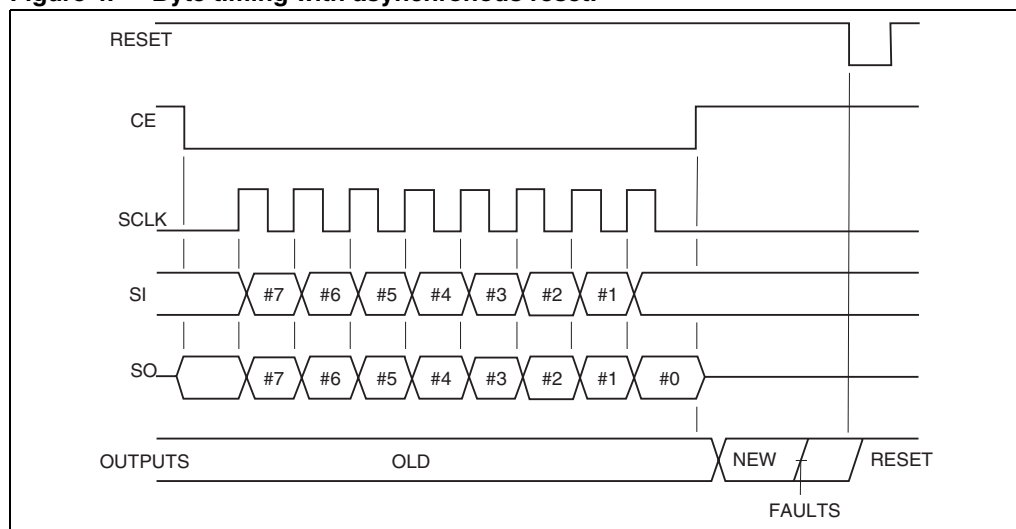 Figure 4. Byte timing with asynchronous reset.
RESET
CE
SCLK
SI #7 #6 #5 #4 #3 #2 #1
SO #7 #6 #5 #4 #3 #2 #1 #0
OUTPUTS OLD NEW RESET
FAULTS